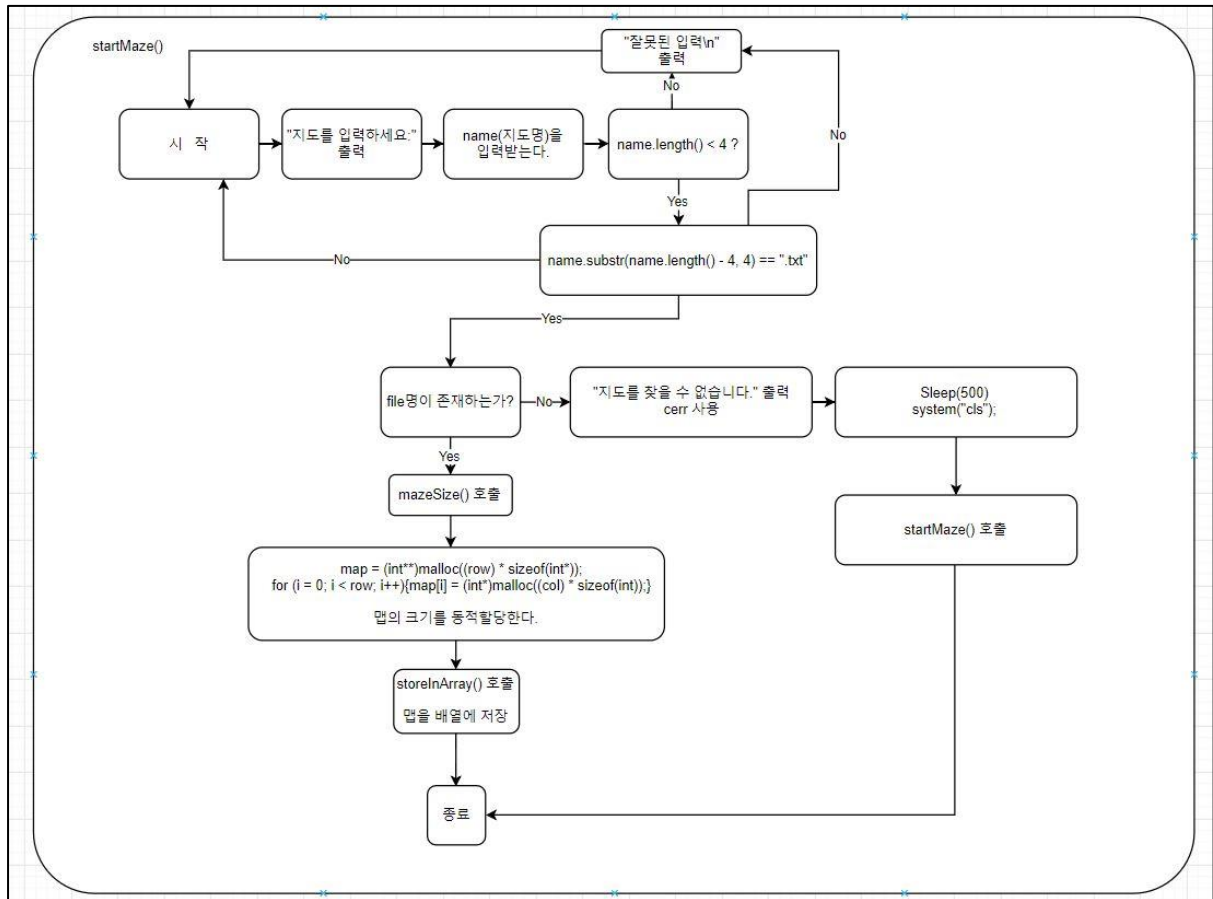 startMaze()
"잘못된 입력\n"
출력
No
시 작
"지도를 입력하세요:"
출력
name(지도명)을
입력받는다.
name.length() < 4 ?
No
Yes
name.substr(name.length() - 4, 4) == ".txt"
No
Yes
file명이 존재하는가?
No
"지도를 찾을 수 없습니다." 출력
cerr 사용
Sleep(500)
system("cls");
Yes
mazeSize() 호출
startMaze() 호출
map = (int**)malloc((row) * sizeof(int*));
for (i = 0; i < row; i++){map[i] = (int*)malloc((col) * sizeof(int));}
맵의 크기를 동적할당한다.
storeInArray() 호출
맵을 배열에 저장
종료